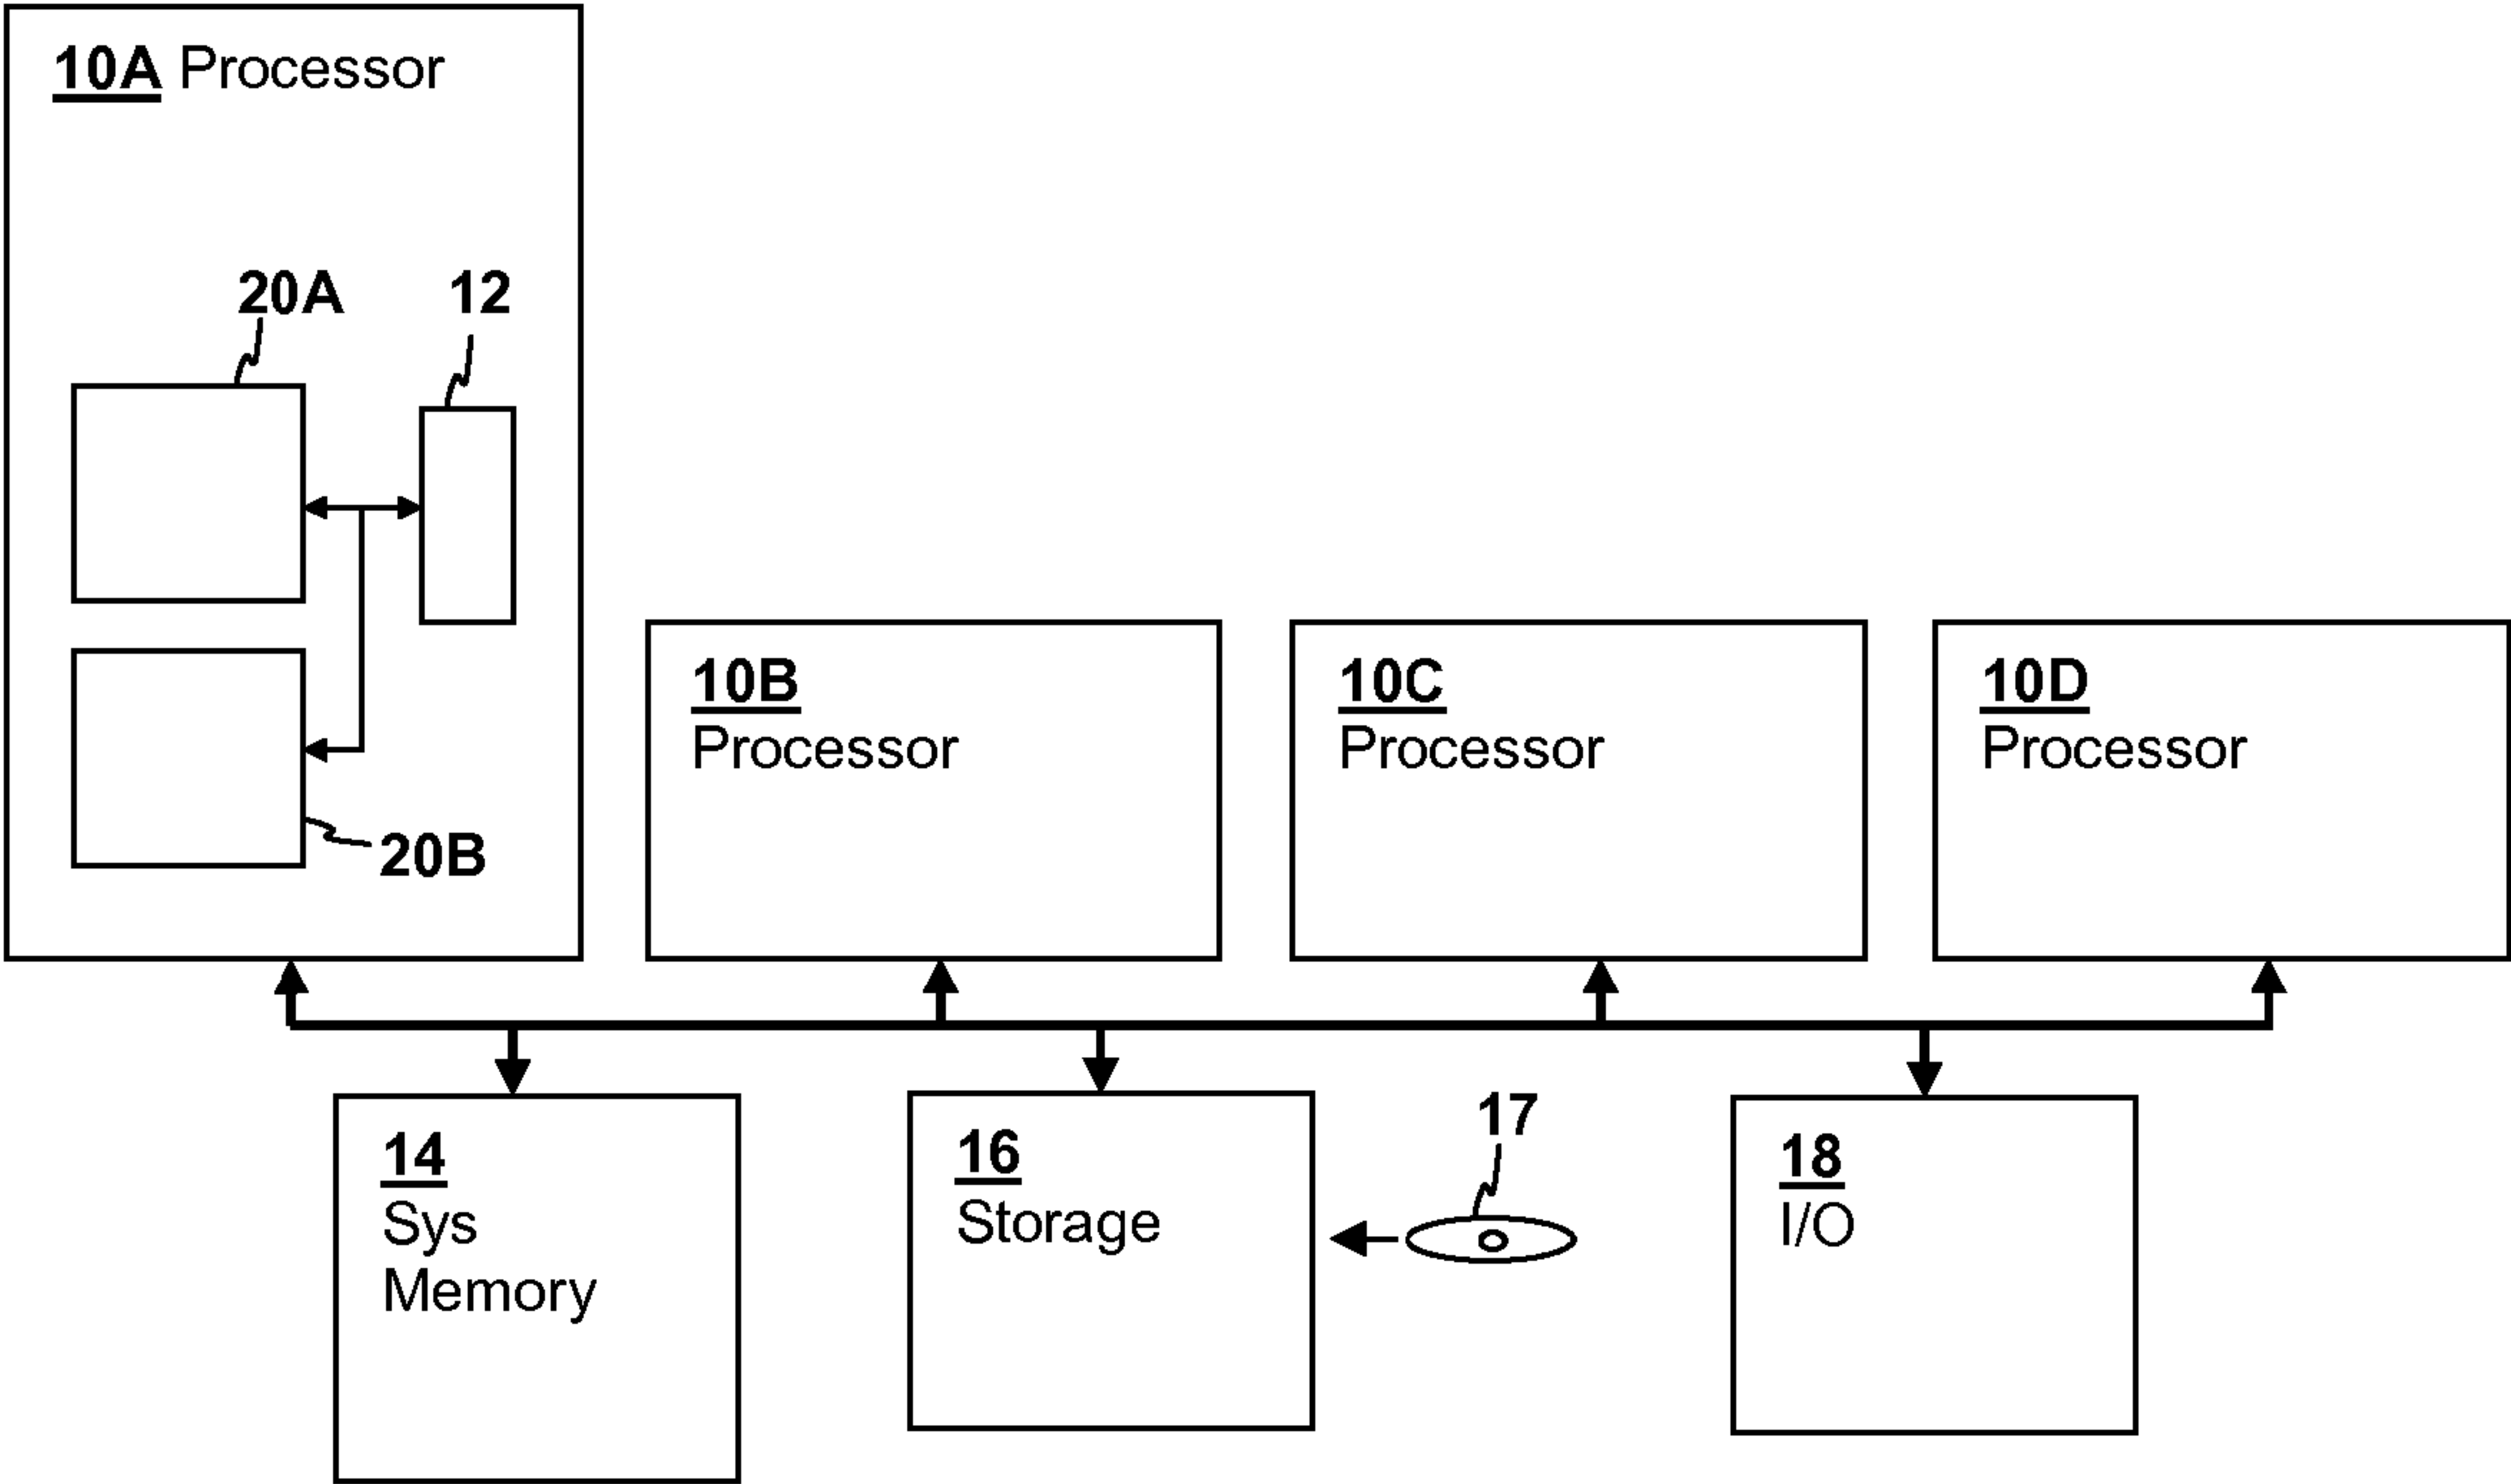 10A Processor
20A
12
20B
10B
Processor
10C
Processor
10D
Processor
14
Sys
Memory
16
Storage
17
18
I/O